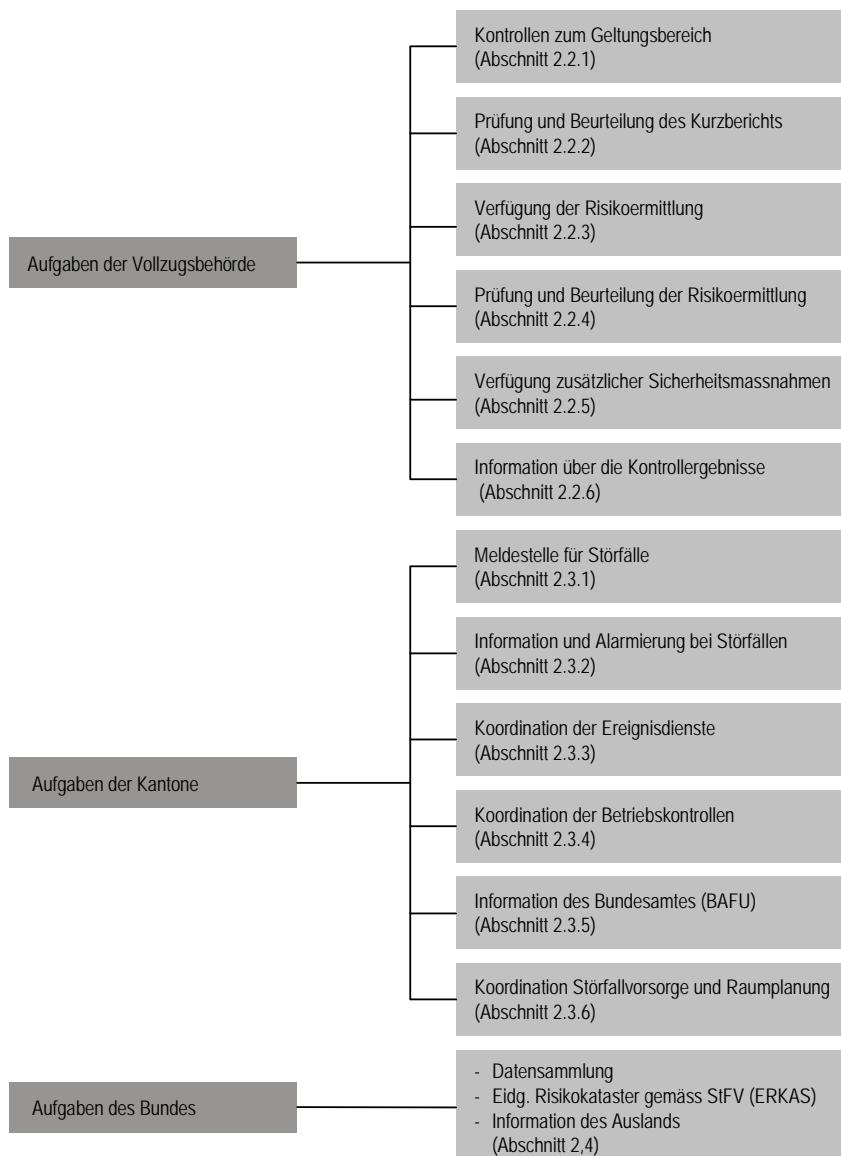 Kontrollen zum Geltungsbereich
(Abschnitt 2.2.1)
Prüfung und Beurteilung des Kurzberichts
(Abschnitt 2.2.2)
Verfügung der Risikoermittlung
(Abschnitt 2.2.3)
Aufgaben der Vollzugsbehörde
Prüfung und Beurteilung der Risikoermittlung
(Abschnitt 2.2.4)
Verfügung zusätzlicher Sicherheitsmassnahmen
(Abschnitt 2.2.5)
Information über die Kontrollergebnisse
(Abschnitt 2.2.6)
Meldestelle für Störfälle
(Abschnitt 2.3.1)
Information und Alarmierung bei Störfällen
(Abschnitt 2.3.2)
Koordination der Ereignisdienste
(Abschnitt 2.3.3)
Aufgaben der Kantone
Koordination der Betriebskontrollen
(Abschnitt 2.3.4)
Information des Bundesamtes (BAFU)
(Abschnitt 2.3.5)
Koordination Störfallvorsorge und Raumplanung
(Abschnitt 2.3.6)
Aufgaben des Bundes
- Datensammlung
- Eidg. Risikokataster gemäss StFV (ERKAS)
- Information des Auslands
(Abschnitt 2,4)